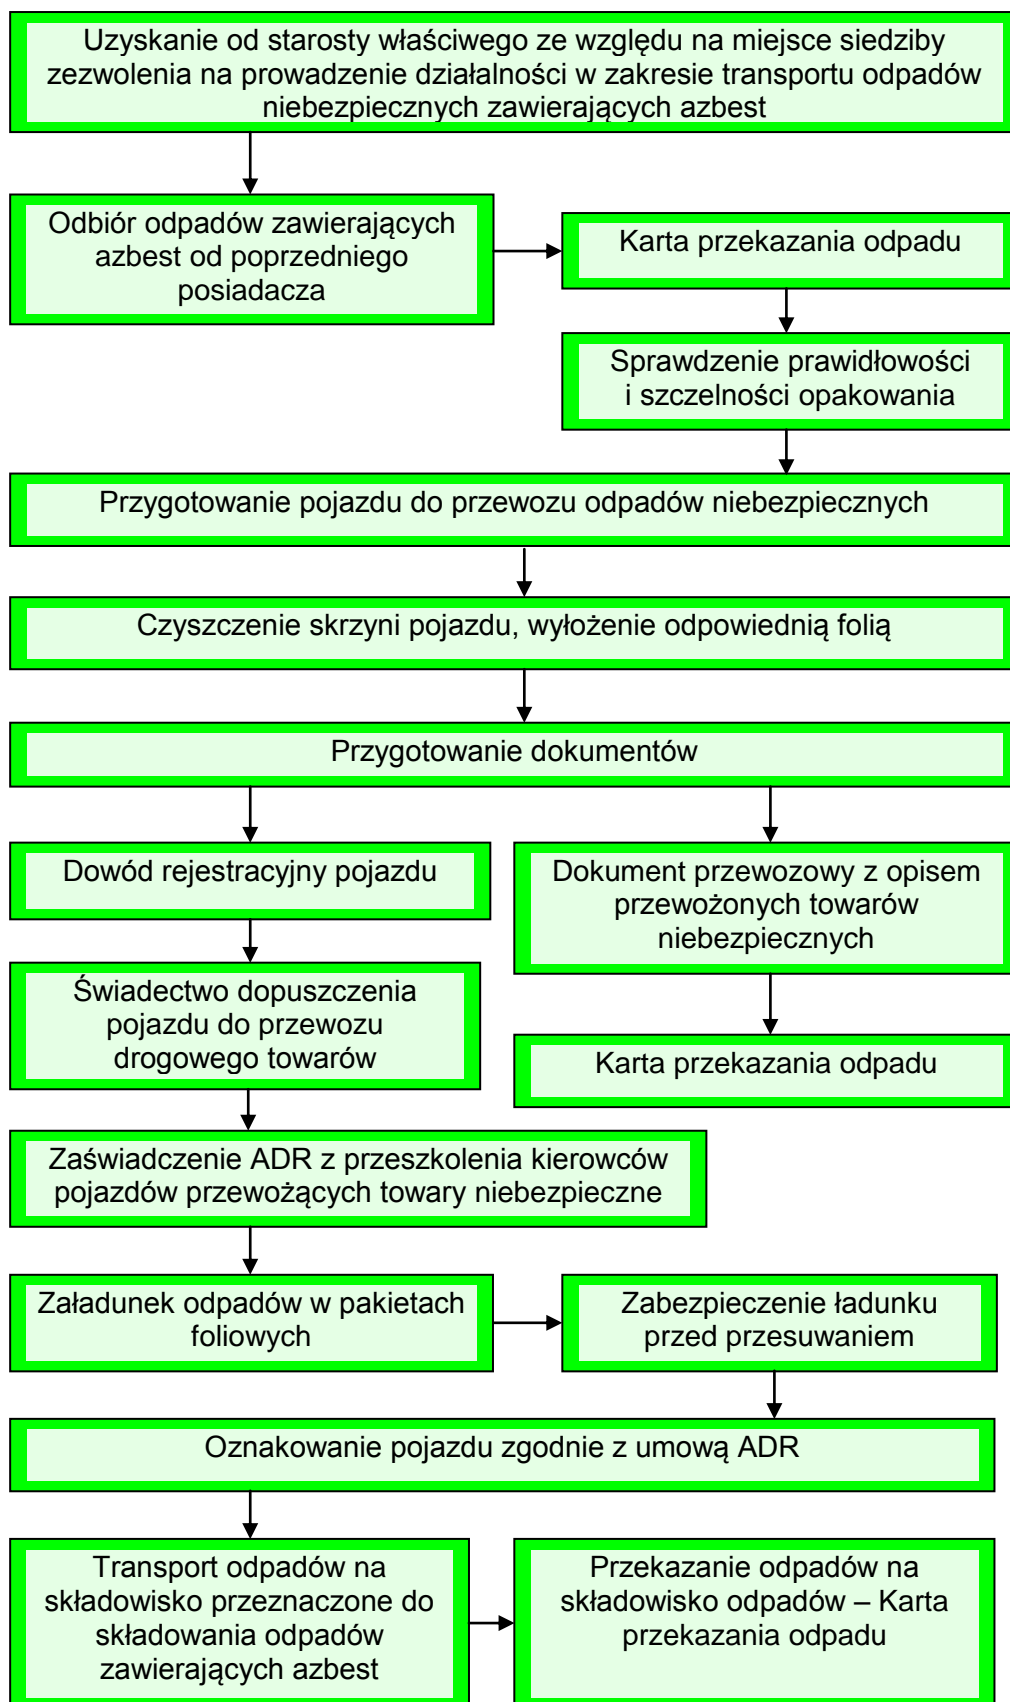 Uzyskanie od starosty właściwego ze względu na miejsce siedziby
zezwolenia na prowadzenie działalności w zakresie transportu odpadów
niebezpiecznych zawierających azbest
Odbiór odpadów zawierających
azbest od poprzedniego
posiadacza
Karta przekazania odpadu
Sprawdzenie prawidłowości
i szczelności opakowania
Przygotowanie pojazdu do przewozu odpadów niebezpiecznych
Czyszczenie skrzyni pojazdu, wyłożenie odpowiednią folią
Przygotowanie dokumentów
Dowód rejestracyjny pojazdu
Dokument przewozowy z opisem
przewożonych towarów
niebezpiecznych
Świadectwo dopuszczenia
pojazdu do przewozu
drogowego towarów
Karta przekazania odpadu
Zaświadczenie ADR z przeszkolenia kierowców
pojazdów przewożących towary niebezpieczne
Załadunek odpadów w pakietach
foliowych
Zabezpieczenie ładunku
przed przesuwaniem
Oznakowanie pojazdu zgodnie z umową ADR
Transport odpadów na
składowisko przeznaczone do
składowania odpadów
zawierających azbest
Przekazanie odpadów na
składowisko odpadów – Karta
przekazania odpadu